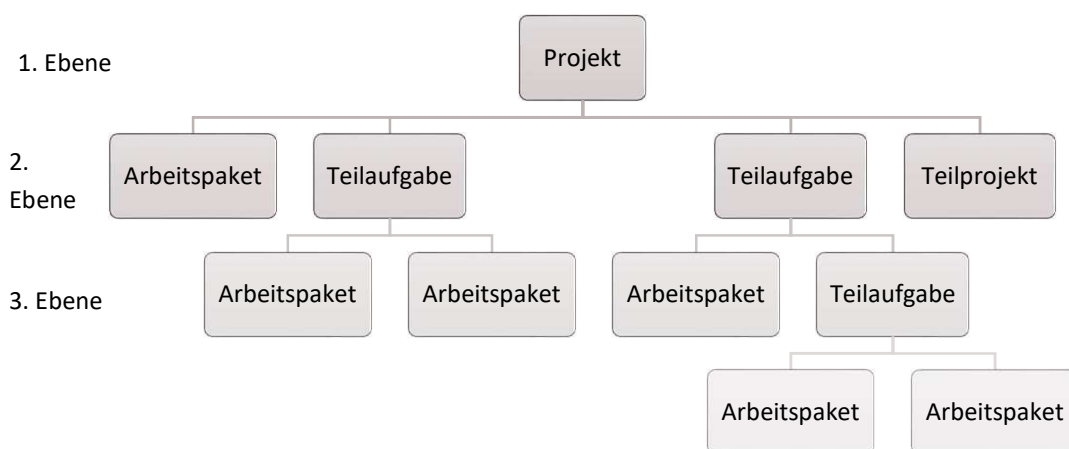 1. Ebene
Projekt
2.
Ebene
Arbeitspaket
Teilaufgabe
Teilaufgabe
Teilprojekt
3. Ebene
Arbeitspaket
Arbeitspaket
Arbeitspaket
Teilaufgabe
Arbeitspaket
Arbeitspaket